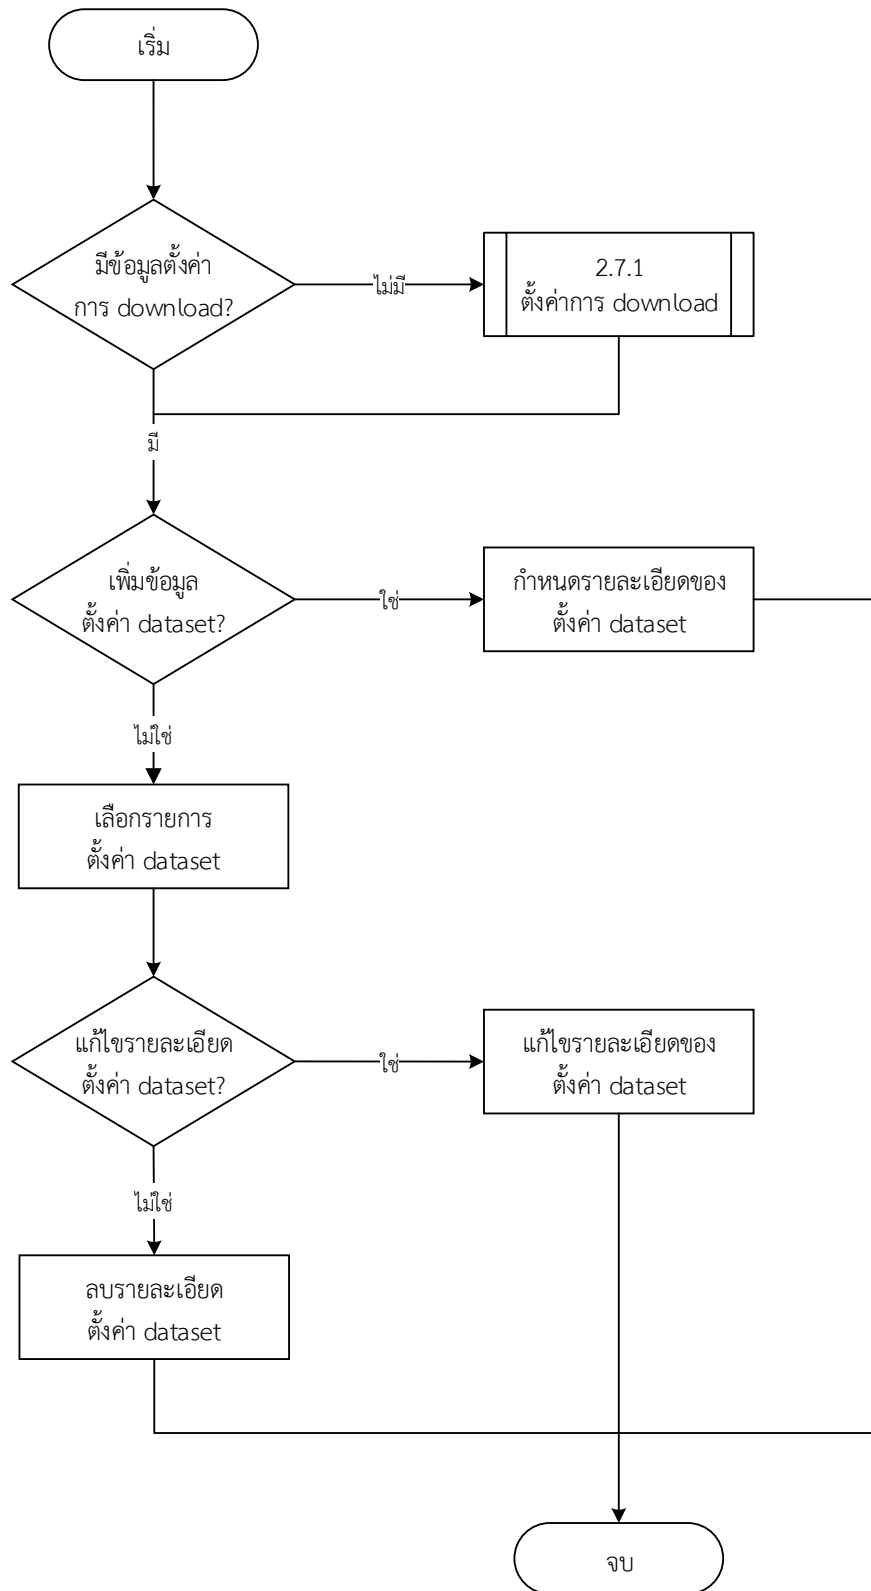 เริ่ม
มีข้อมูลตั้งค่า
การ download?
ไม่มี
2.7.1
ตั้งค่าการ download
มี
เพิ่มข้อมูล
ตั้งค่า dataset?
ใช่
กำหนดรายละเอียดของ
ตั้งค่า dataset
ไม่ใช่
เลือกรายการ
ตั้งค่า dataset
แก้ไขรายละเอียด
ตั้งค่า dataset?
ใช่
แก้ไขรายละเอียดของ
ตั้งค่า dataset
ไม่ใช่
ลบรายละเอียด
ตั้งค่า dataset
จบ